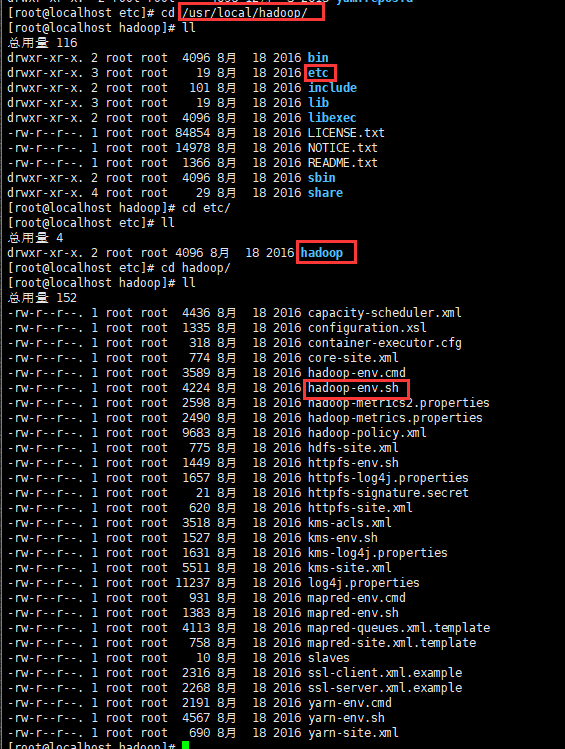 [root@localhost etc]# cd /usr/local/hadoop/
[root@localhost hadoop]# ll
总用量 116
drwxr-xr-x. 2 root root  4096 8月  18 2016 bin
drwxr-xr-x. 3 root root    19 8月  18 2016 etc
drwxr-xr-x. 2 root root   101 8月  18 2016 include
drwxr-xr-x. 3 root root    19 8月  18 2016 lib
drwxr-xr-x. 2 root root  4096 8月  18 2016 libexec
-rw-r--r--. 1 root root 84854 8月  18 2016 LICENSE.txt
-rw-r--r--. 1 root root 14978 8月  18 2016 NOTICE.txt
-rw-r--r--. 1 root root  1366 8月  18 2016 README.txt
drwxr-xr-x. 2 root root  4096 8月  18 2016 sbin
drwxr-xr-x. 4 root root    29 8月  18 2016 share
[root@localhost hadoop]# cd etc/
[root@localhost etc]# ll
总用量 4
drwxr-xr-x. 2 root root 4096 8月  18 2016 hadoop
[root@localhost etc]# cd hadoop/
[root@localhost hadoop]# ll
总用量 152
-rw-r--r--. 1 root root  4436 8月  18 2016 capacity-scheduler.xml
-rw-r--r--. 1 root root  1335 8月  18 2016 configuration.xsl
-rw-r--r--. 1 root root   318 8月  18 2016 container-executor.cfg
-rw-r--r--. 1 root root   774 8月  18 2016 core-site.xml
-rw-r--r--. 1 root root  3589 8月  18 2016 hadoop-env.cmd
-rw-r--r--. 1 root root  4224 8月  18 2016 hadoop-env.sh
-rw-r--r--. 1 root root  2598 8月  18 2016 hadoop-metrics2.properties
-rw-r--r--. 1 root root  2490 8月  18 2016 hadoop-metrics.properties
-rw-r--r--. 1 root root  9683 8月  18 2016 hadoop-policy.xml
-rw-r--r--. 1 root root   775 8月  18 2016 hdfs-site.xml
-rw-r--r--. 1 root root  1449 8月  18 2016 httpfs-env.sh
-rw-r--r--. 1 root root  1657 8月  18 2016 httpfs-log4j.properties
-rw-r--r--. 1 root root    21 8月  18 2016 httpfs-signature.secret
-rw-r--r--. 1 root root   620 8月  18 2016 httpfs-site.xml
-rw-r--r--. 1 root root  3518 8月  18 2016 kms-acls.xml
-rw-r--r--. 1 root root  1527 8月  18 2016 kms-env.sh
-rw-r--r--. 1 root root  1631 8月  18 2016 kms-log4j.properties
-rw-r--r--. 1 root root  5511 8月  18 2016 kms-site.xml
-rw-r--r--. 1 root root 11237 8月  18 2016 log4j.properties
-rw-r--r--. 1 root root   931 8月  18 2016 mapred-env.cmd
-rw-r--r--. 1 root root  1383 8月  18 2016 mapred-env.sh
-rw-r--r--. 1 root root  4113 8月  18 2016 mapred-queues.xml.template
-rw-r--r--. 1 root root   758 8月  18 2016 mapred-site.xml.template
-rw-r--r--. 1 root root    10 8月  18 2016 slaves
-rw-r--r--. 1 root root  2316 8月  18 2016 ssl-client.xml.example
-rw-r--r--. 1 root root  2268 8月  18 2016 ssl-server.xml.example
-rw-r--r--. 1 root root  2191 8月  18 2016 yarn-env.cmd
-rw-r--r--. 1 root root  4567 8月  18 2016 yarn-env.sh
-rw-r--r--. 1 root root   690 8月  18 2016 yarn-site.xml
[root@localhost hadoop]#